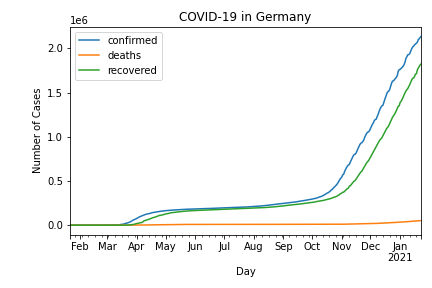 COVID-19 in Germany
1e6
confirmed
deaths
recovered
2.0
1.5
1.0
0.5
0.0
Number of Cases
Feb Mar Apr May Jun Jul Aug Sep Oct Nov Dec Jan
2021
Day